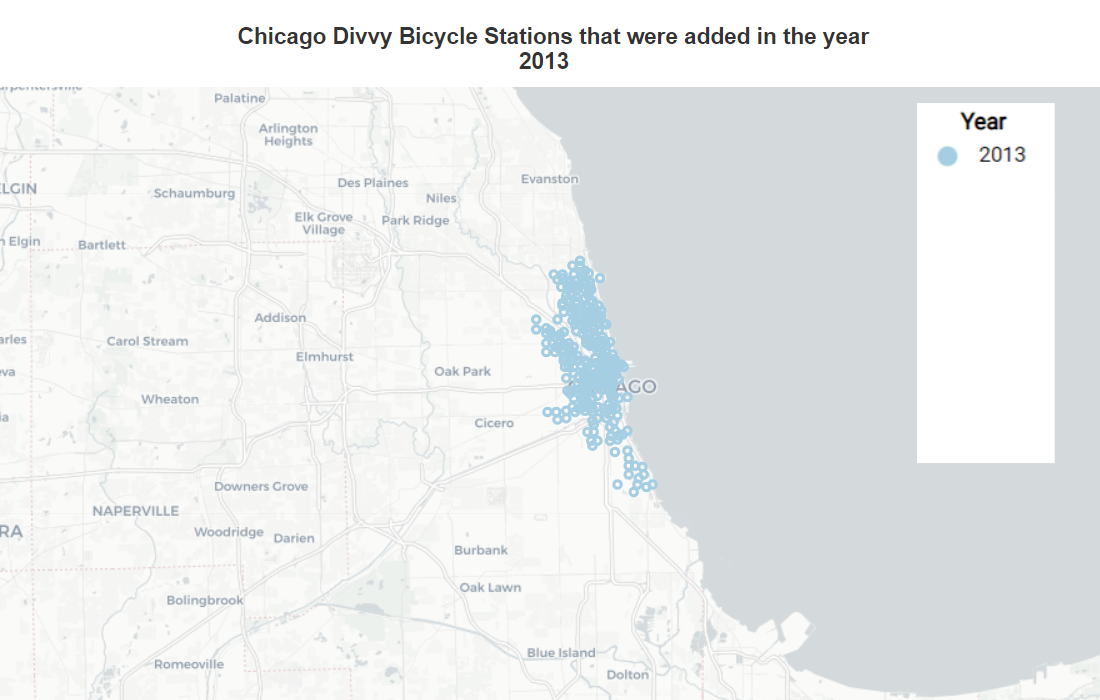 Chicago Divvy Bicycle Stations that were added in the year
2013
Year
2013
Palatine
Arlington
Heights
Evanston
Des Plaines
Niles
Schaumburg
ELGIN
Elk Grove
Village
Park Ridge
n Elgin
Bartlett
Addison
Carol Stream
Elmhurst
Oak Park
AGO
Wheaton
Cicero
Downers Grove
NAPERVILLE
RA
Woodridge
Darien
Burbank
Oak Lawn
Bolingbrook
Blue Island
Romeoville
Dolton